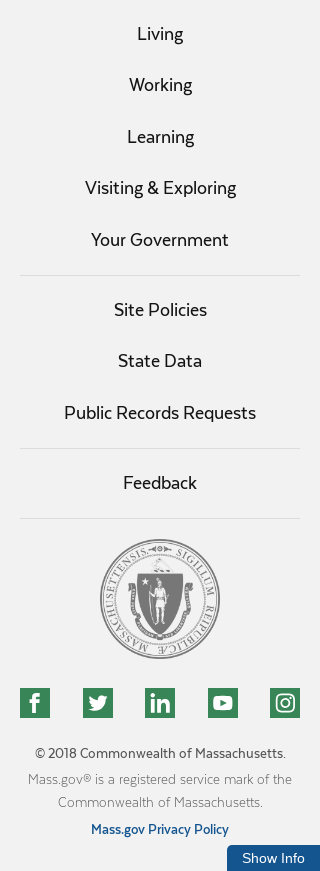 Living
Working
Learning
Visiting & Exploring
Your Government
Site Policies
State Data
Public Records Requests
Feedback
SIGILLUM REIPUBLICÆ MASSACHUSETTENSIS.
© 2018 Commonwealth of Massachusetts.
Mass.gov® is a registered service mark of the
Commonwealth of Massachusetts.
Mass.gov Privacy Policy
Show Info